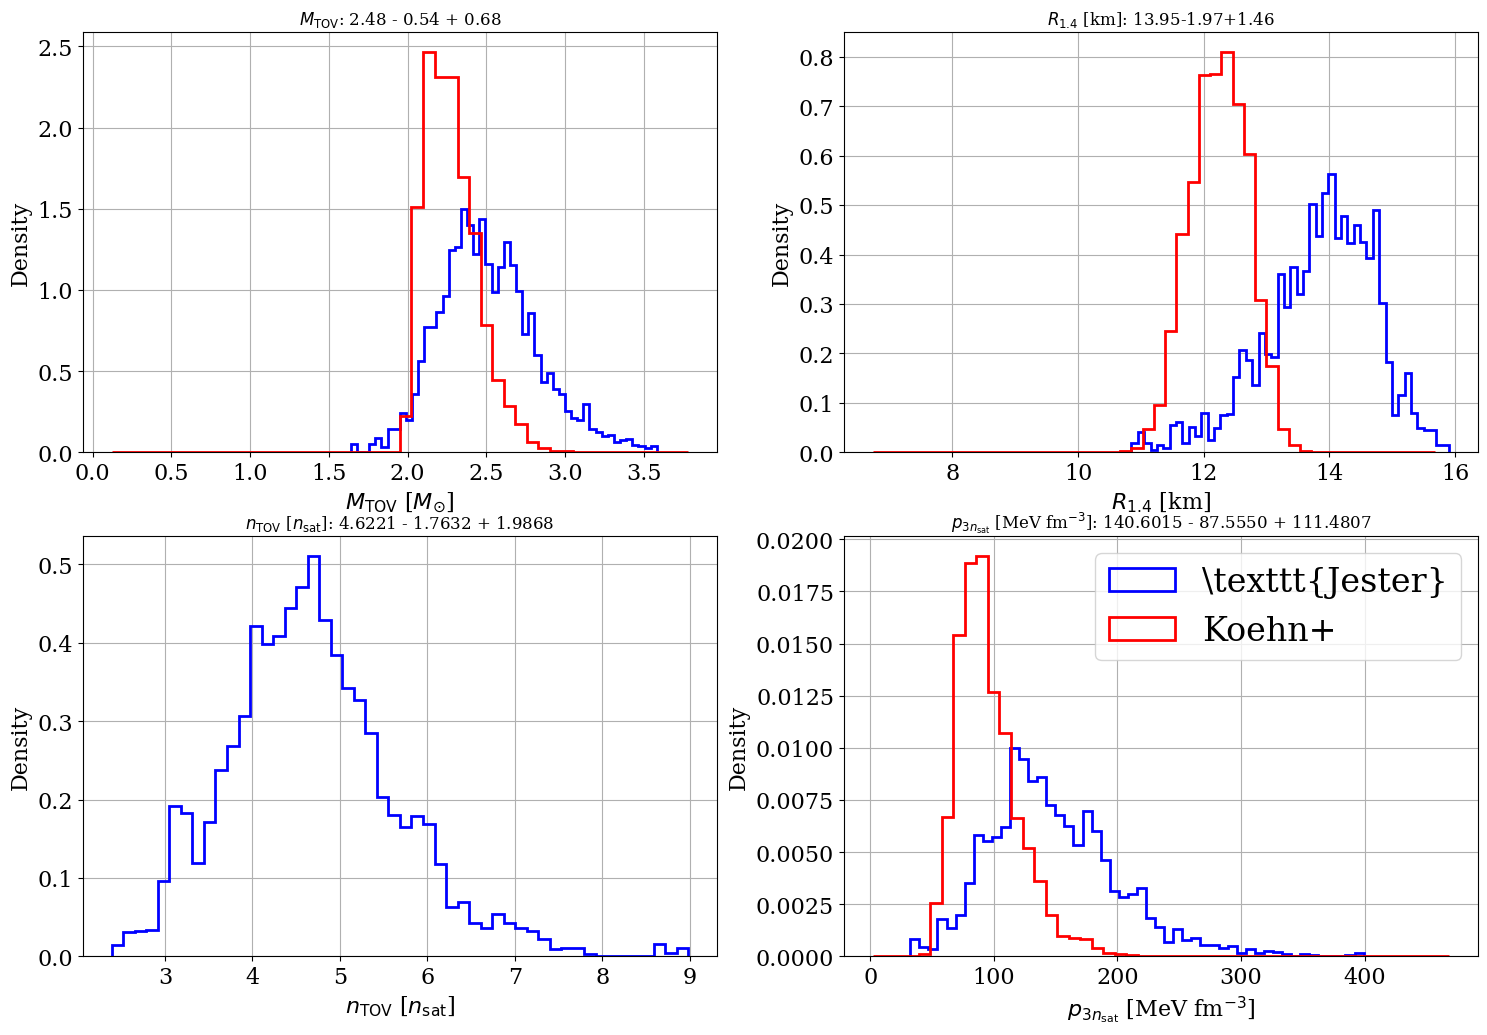 M_TOV: 2.48 - 0.54 + 0.68
2.5
2.0
1.5
1.0
0.5
0.0
Density
0.0 0.5 1.0 1.5 2.0 2.5 3.0 3.5
M_TOV [M_⊙]
R_1.4 [km]: 13.95-1.97+1.46
0.8
0.7
0.6
0.5
0.4
0.3
0.2
0.1
0.0
Density
8 10 12 14 16
R_1.4 [km]
n_TOV [n_sat]: 4.6221 - 1.7632 + 1.9868
0.5
0.4
0.3
0.2
0.1
0.0
Density
3 4 5 6 7 8 9
n_TOV [n_sat]
p_3n_sat [MeV fm⁻³]: 140.6015 - 87.5550 + 111.4807
0.0200
0.0175
0.0150
0.0125
0.0100
0.0075
0.0050
0.0025
0.0000
Density
\texttt{Jester}
Koehn+
0 100 200 300 400
p_3n_sat [MeV fm⁻³]